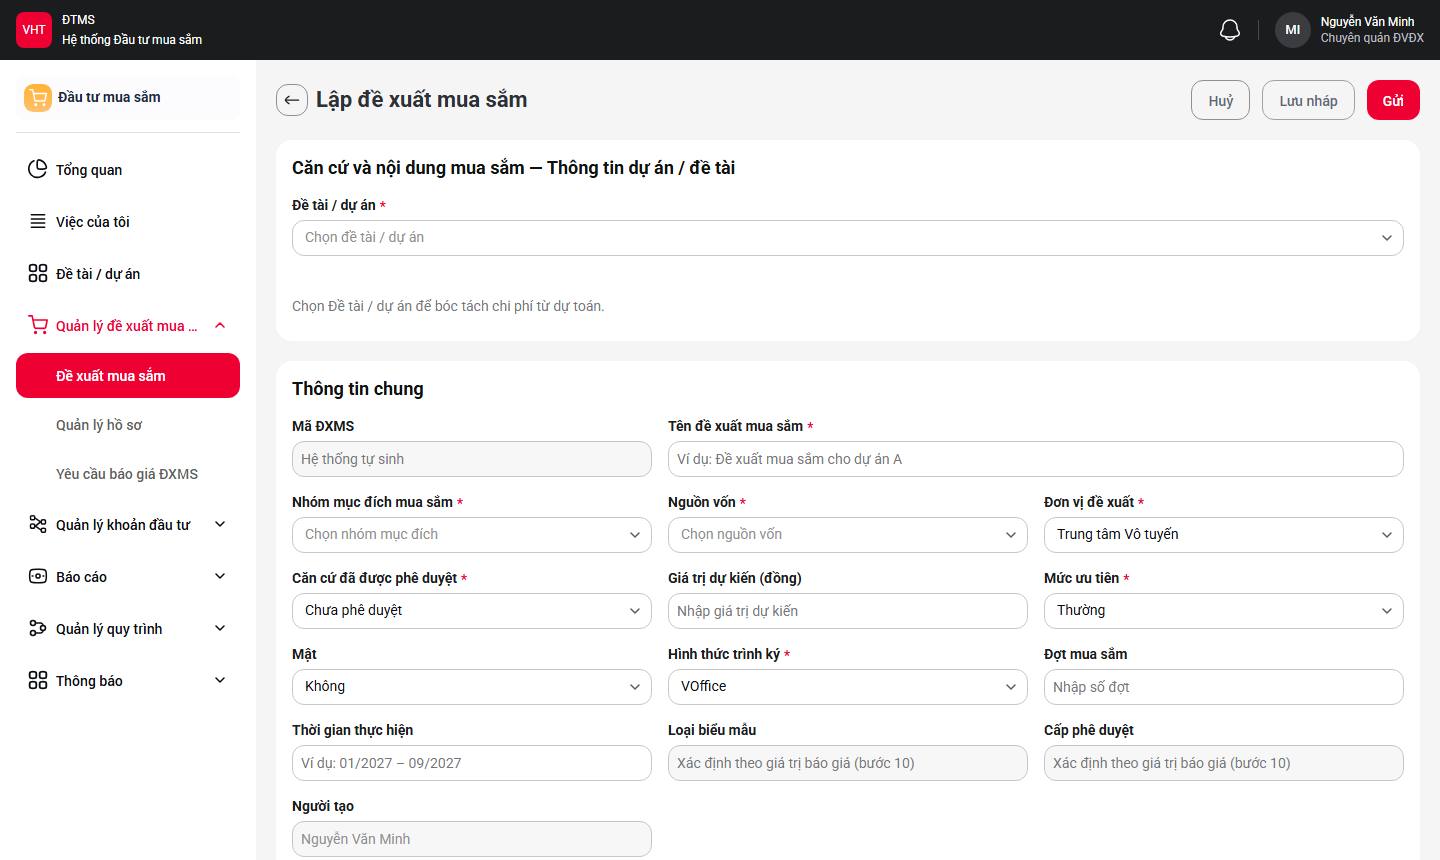 VHT
ĐTMS
Hệ thống Đầu tư mua sắm
MI
Nguyễn Văn Minh
Chuyên quản ĐVĐX
Đầu tư mua sắm
Tổng quan
Việc của tôi
Đề tài / dự án
Quản lý đề xuất mua ...
Đề xuất mua sắm
Quản lý hồ sơ
Yêu cầu báo giá ĐXMS
Quản lý khoản đầu tư
Báo cáo
Quản lý quy trình
Thông báo
Lập đề xuất mua sắm
Huỷ
Lưu nháp
Gửi
Căn cứ và nội dung mua sắm — Thông tin dự án / đề tài
Đề tài / dự án *
Chọn đề tài / dự án
Chọn Đề tài / dự án để bóc tách chi phí từ dự toán.
Thông tin chung
Mã ĐXMS
Tên đề xuất mua sắm *
Hệ thống tự sinh
Ví dụ: Đề xuất mua sắm cho dự án A
Nhóm mục đích mua sắm *
Nguồn vốn *
Đơn vị đề xuất *
Chọn nhóm mục đích
Chọn nguồn vốn
Trung tâm Vô tuyến
Căn cứ đã được phê duyệt *
Giá trị dự kiến (đồng)
Mức ưu tiên *
Chưa phê duyệt
Nhập giá trị dự kiến
Thường
Mật
Hình thức trình ký *
Đợt mua sắm
Không
VOffice
Nhập số đợt
Thời gian thực hiện
Loại biểu mẫu
Cấp phê duyệt
Ví dụ: 01/2027 – 09/2027
Xác định theo giá trị báo giá (bước 10)
Xác định theo giá trị báo giá (bước 10)
Người tạo
Nguyễn Văn Minh